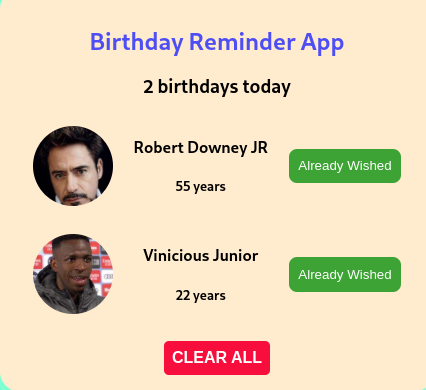 Birthday Reminder App
2 birthdays today
Robert Downey JR
55 years
Already Wished
Vinicious Junior
22 years
Already Wished
CLEAR ALL